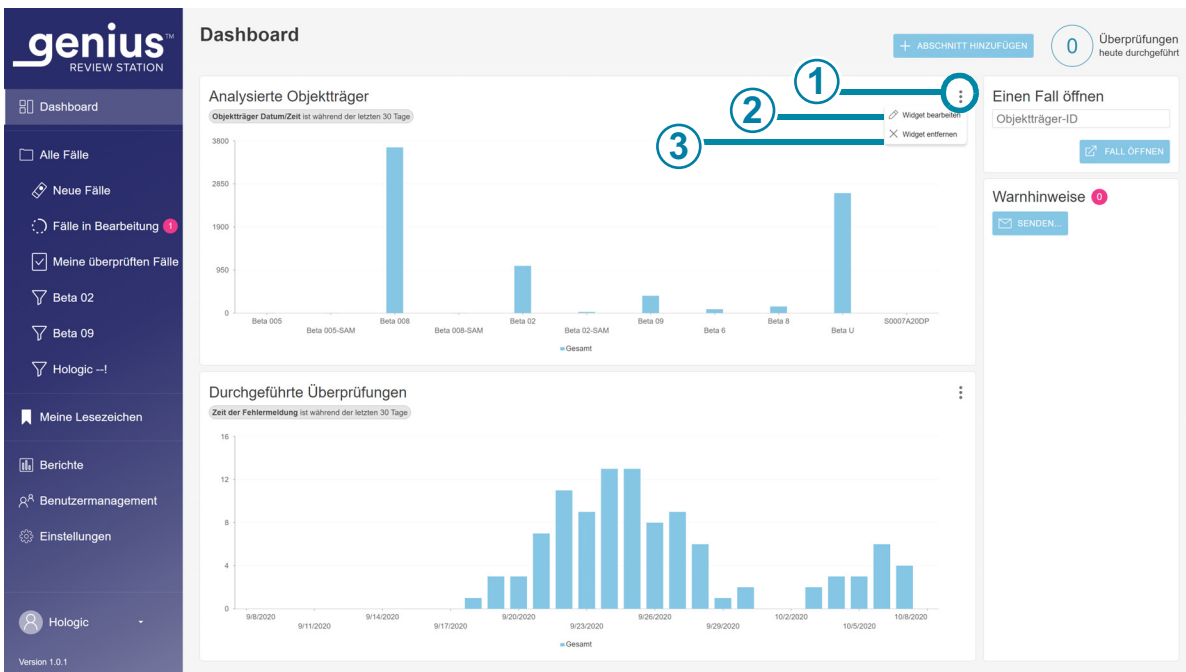 genius™
REVIEW STATION
Dashboard
Alle Fälle
Neue Fälle
Fälle in Bearbeitung 1
Meine überprüften Fälle
Beta 02
Beta 09
Hologic --!
Meine Lesezeichen
Berichte
Benutzermanagement
Einstellungen
Hologic
Version 1.0.1
Dashboard
+ ABSCHNITT HINZUFÜGEN
0
Überprüfungen
heute durchgeführt
Analysierte Objektträger
Objektträger Datum/Zeit ist während der letzten 30 Tage
1
2
3
Widget bearbeiten
Widget entfernen
3800
2850
1900
950
0
Beta 005
Beta 005-SAM
Beta 008
Beta 008-SAM
Beta 02
Beta 02-SAM
Beta 09
Beta 6
Beta 8
Beta U
S0007A20DP
Gesamt
Durchgeführte Überprüfungen
Zeit der Fehlermeldung ist während der letzten 30 Tage
16
12
8
4
0
9/8/2020
9/11/2020
9/14/2020
9/17/2020
9/20/2020
9/23/2020
9/26/2020
9/29/2020
10/2/2020
10/5/2020
10/8/2020
Gesamt
Einen Fall öffnen
Objektträger-ID
FALL ÖFFNEN
Warnhinweise 0
SENDEN...